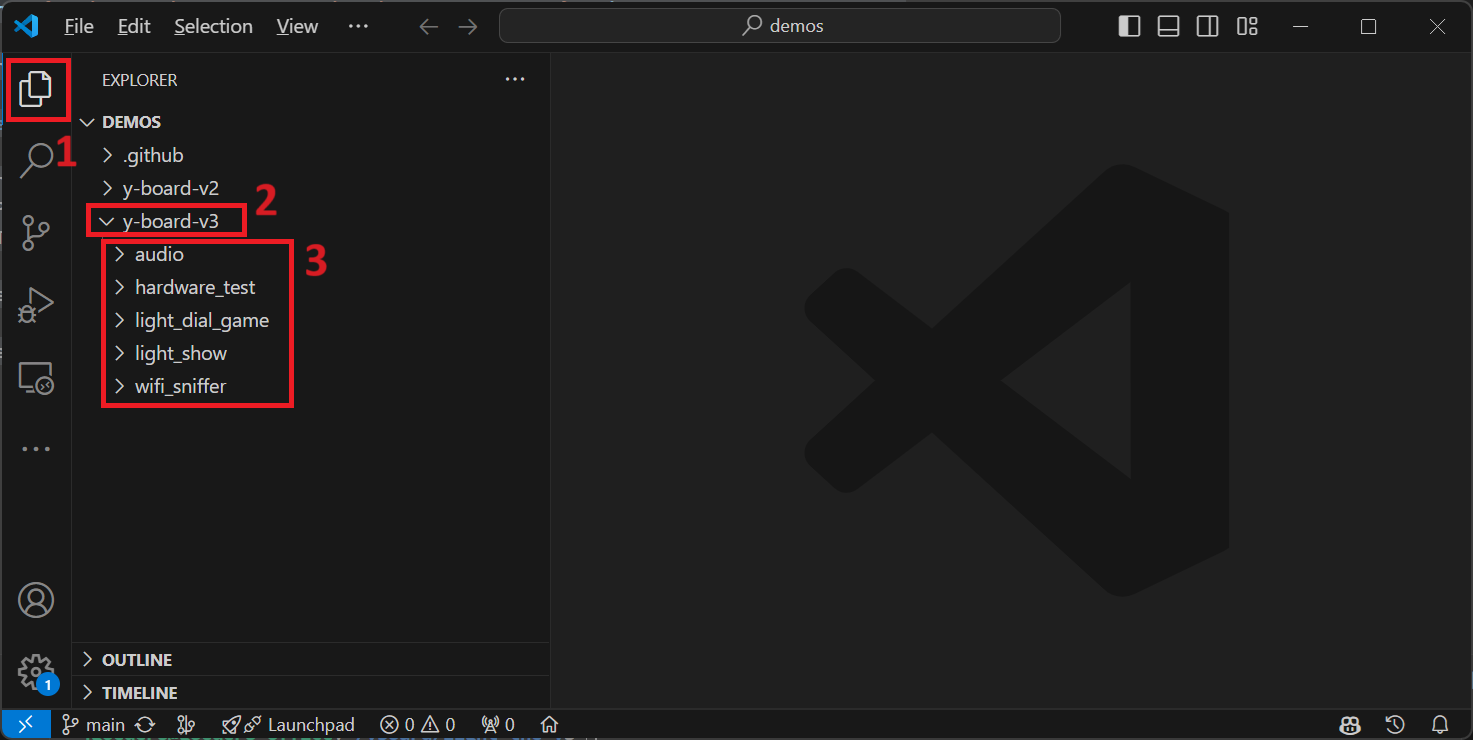 File Edit Selection View ··· demos
EXPLORER ···
DEMOS
.github
1
y-board-v2
2
y-board-v3
3
audio
hardware_test
light_dial_game
light_show
wifi_sniffer
OUTLINE
1
TIMELINE
main Launchpad 0 0 0